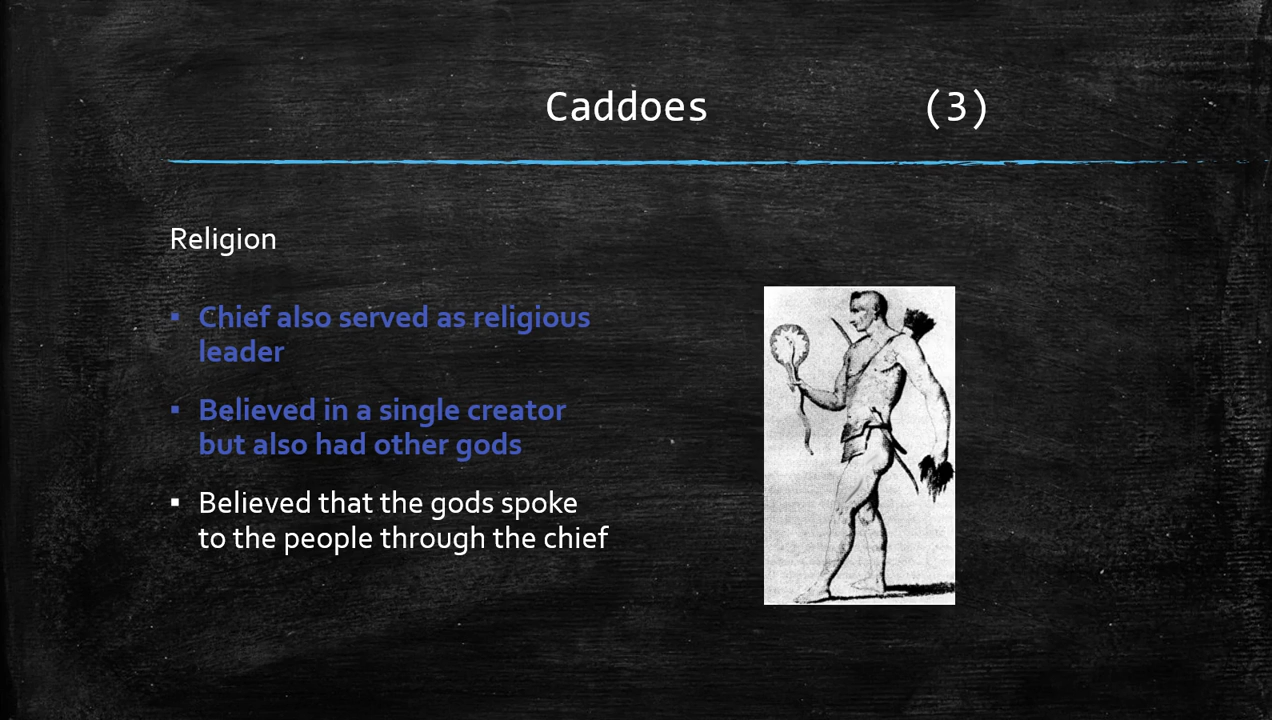 Caddoes (3)
Religion
▪ Chief also served as religious
leader
▪ Believed in a single creator
but also had other gods
▪ Believed that the gods spoke
to the people through the chief